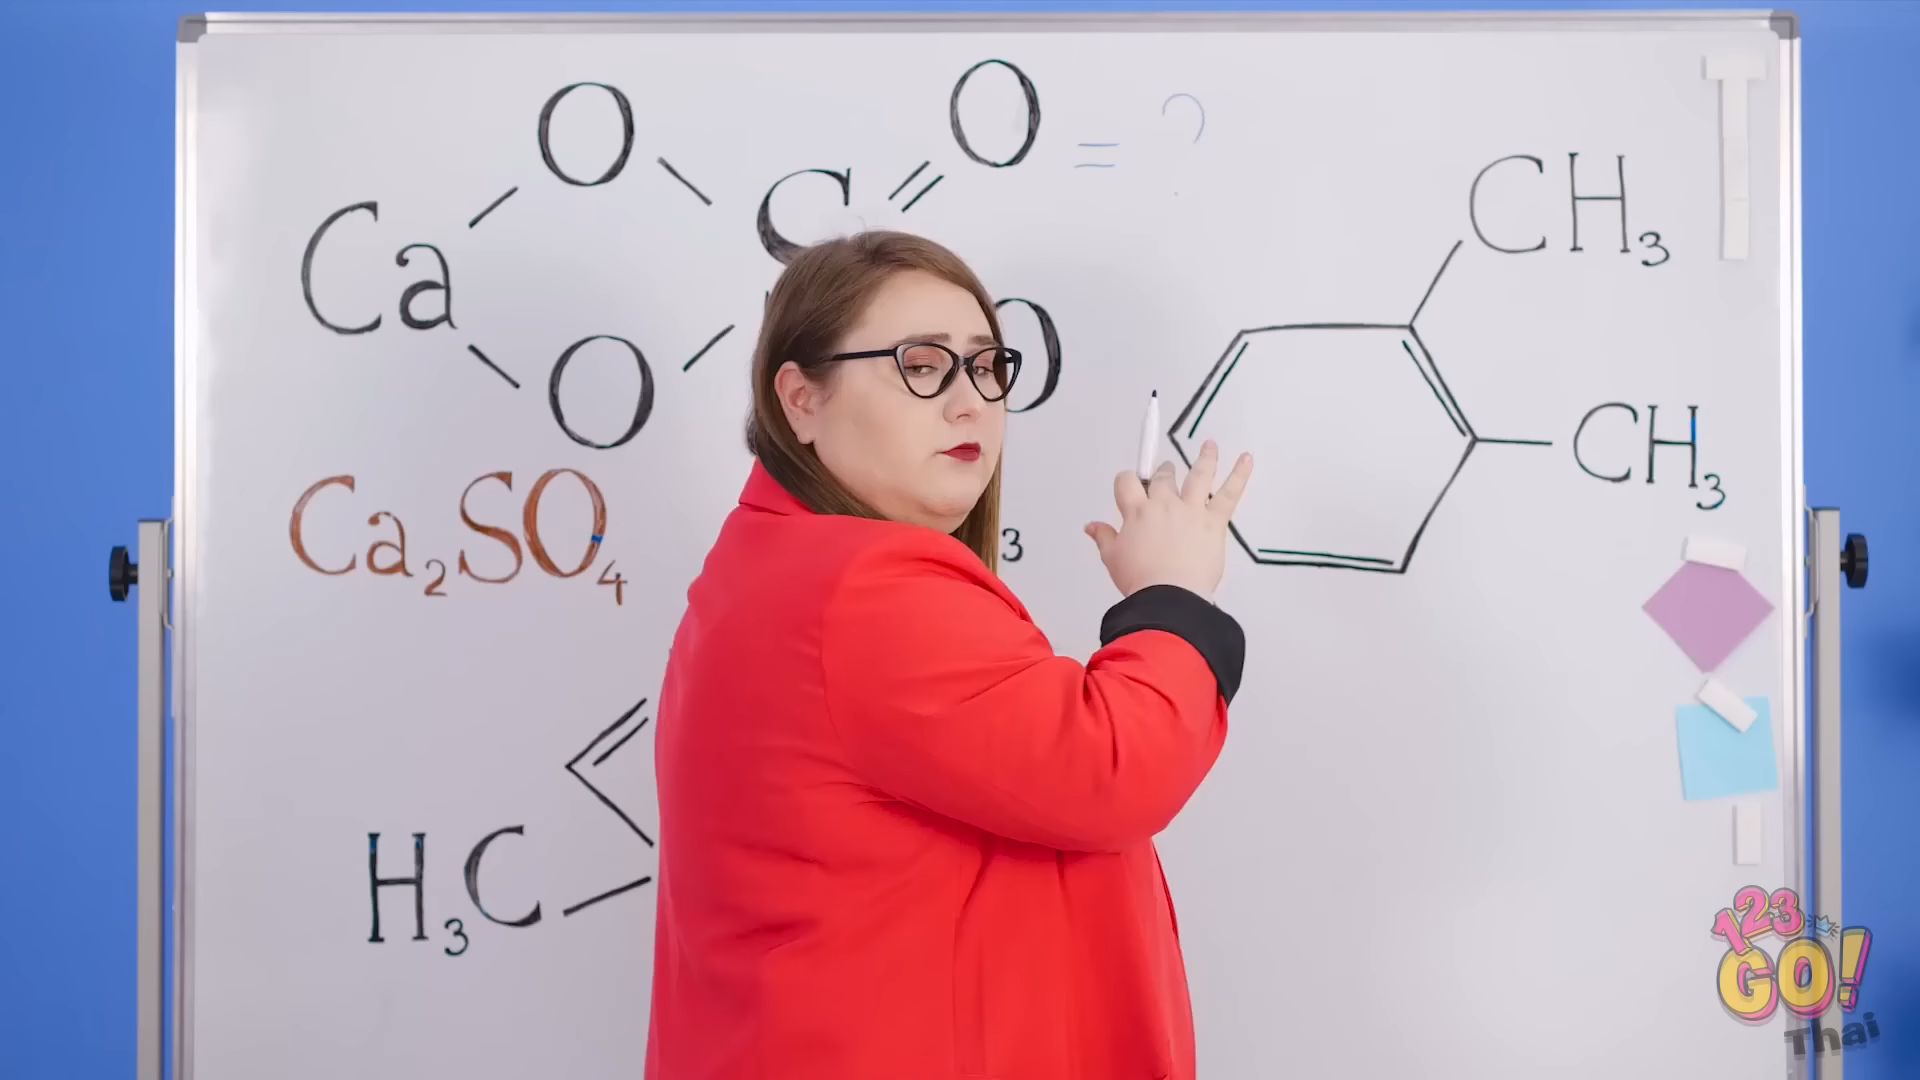 O O = ?
Ca C
O O
CH₃
CH₃
Ca₂SO₄
3
H₃C
123
GO!
Thai